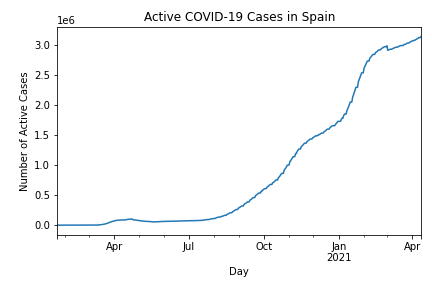 Active COVID-19 Cases in Spain
1e6
3.0
2.5
2.0
1.5
1.0
0.5
0.0
Number of Active Cases
Apr Jul Oct Jan Apr
2021
Day